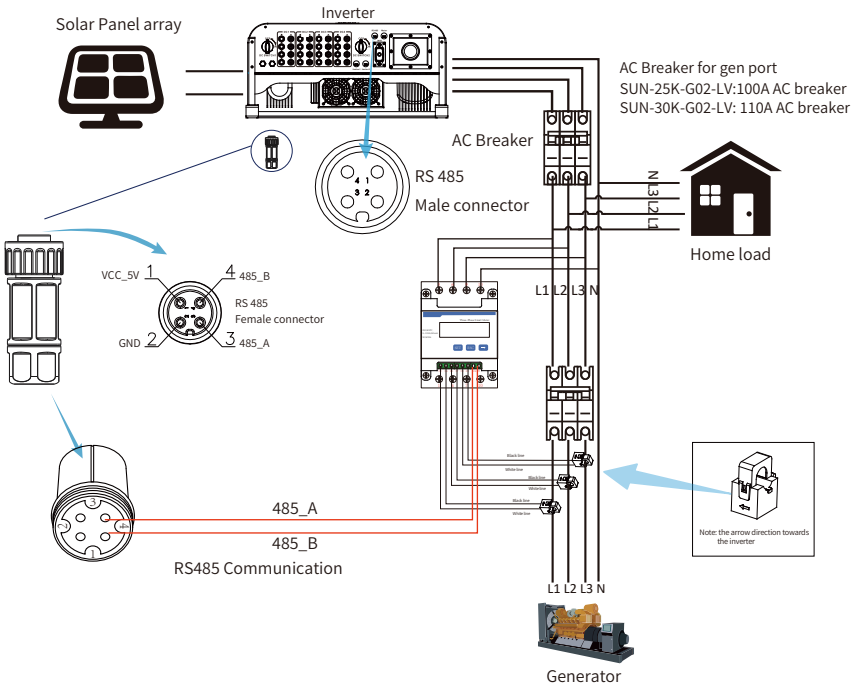 Solar Panel array
Inverter
AC Breaker for gen port
SUN-25K-G02-LV:100A AC breaker
SUN-30K-G02-LV: 110A AC breaker
AC Breaker
4 1
3 2
RS 485
Male connector
N
L3
L2
L1
Home load
VCC_5V 1
4 485_B
RS 485
Female connector
GND 2
3 485_A
L1 L2 L3 N
Black line
White line
Black line
White line
Black line
White line
Note: the arrow direction towards
the inverter
3
2
1
485_A
485_B
RS485 Communication
L1 L2 L3 N
Generator